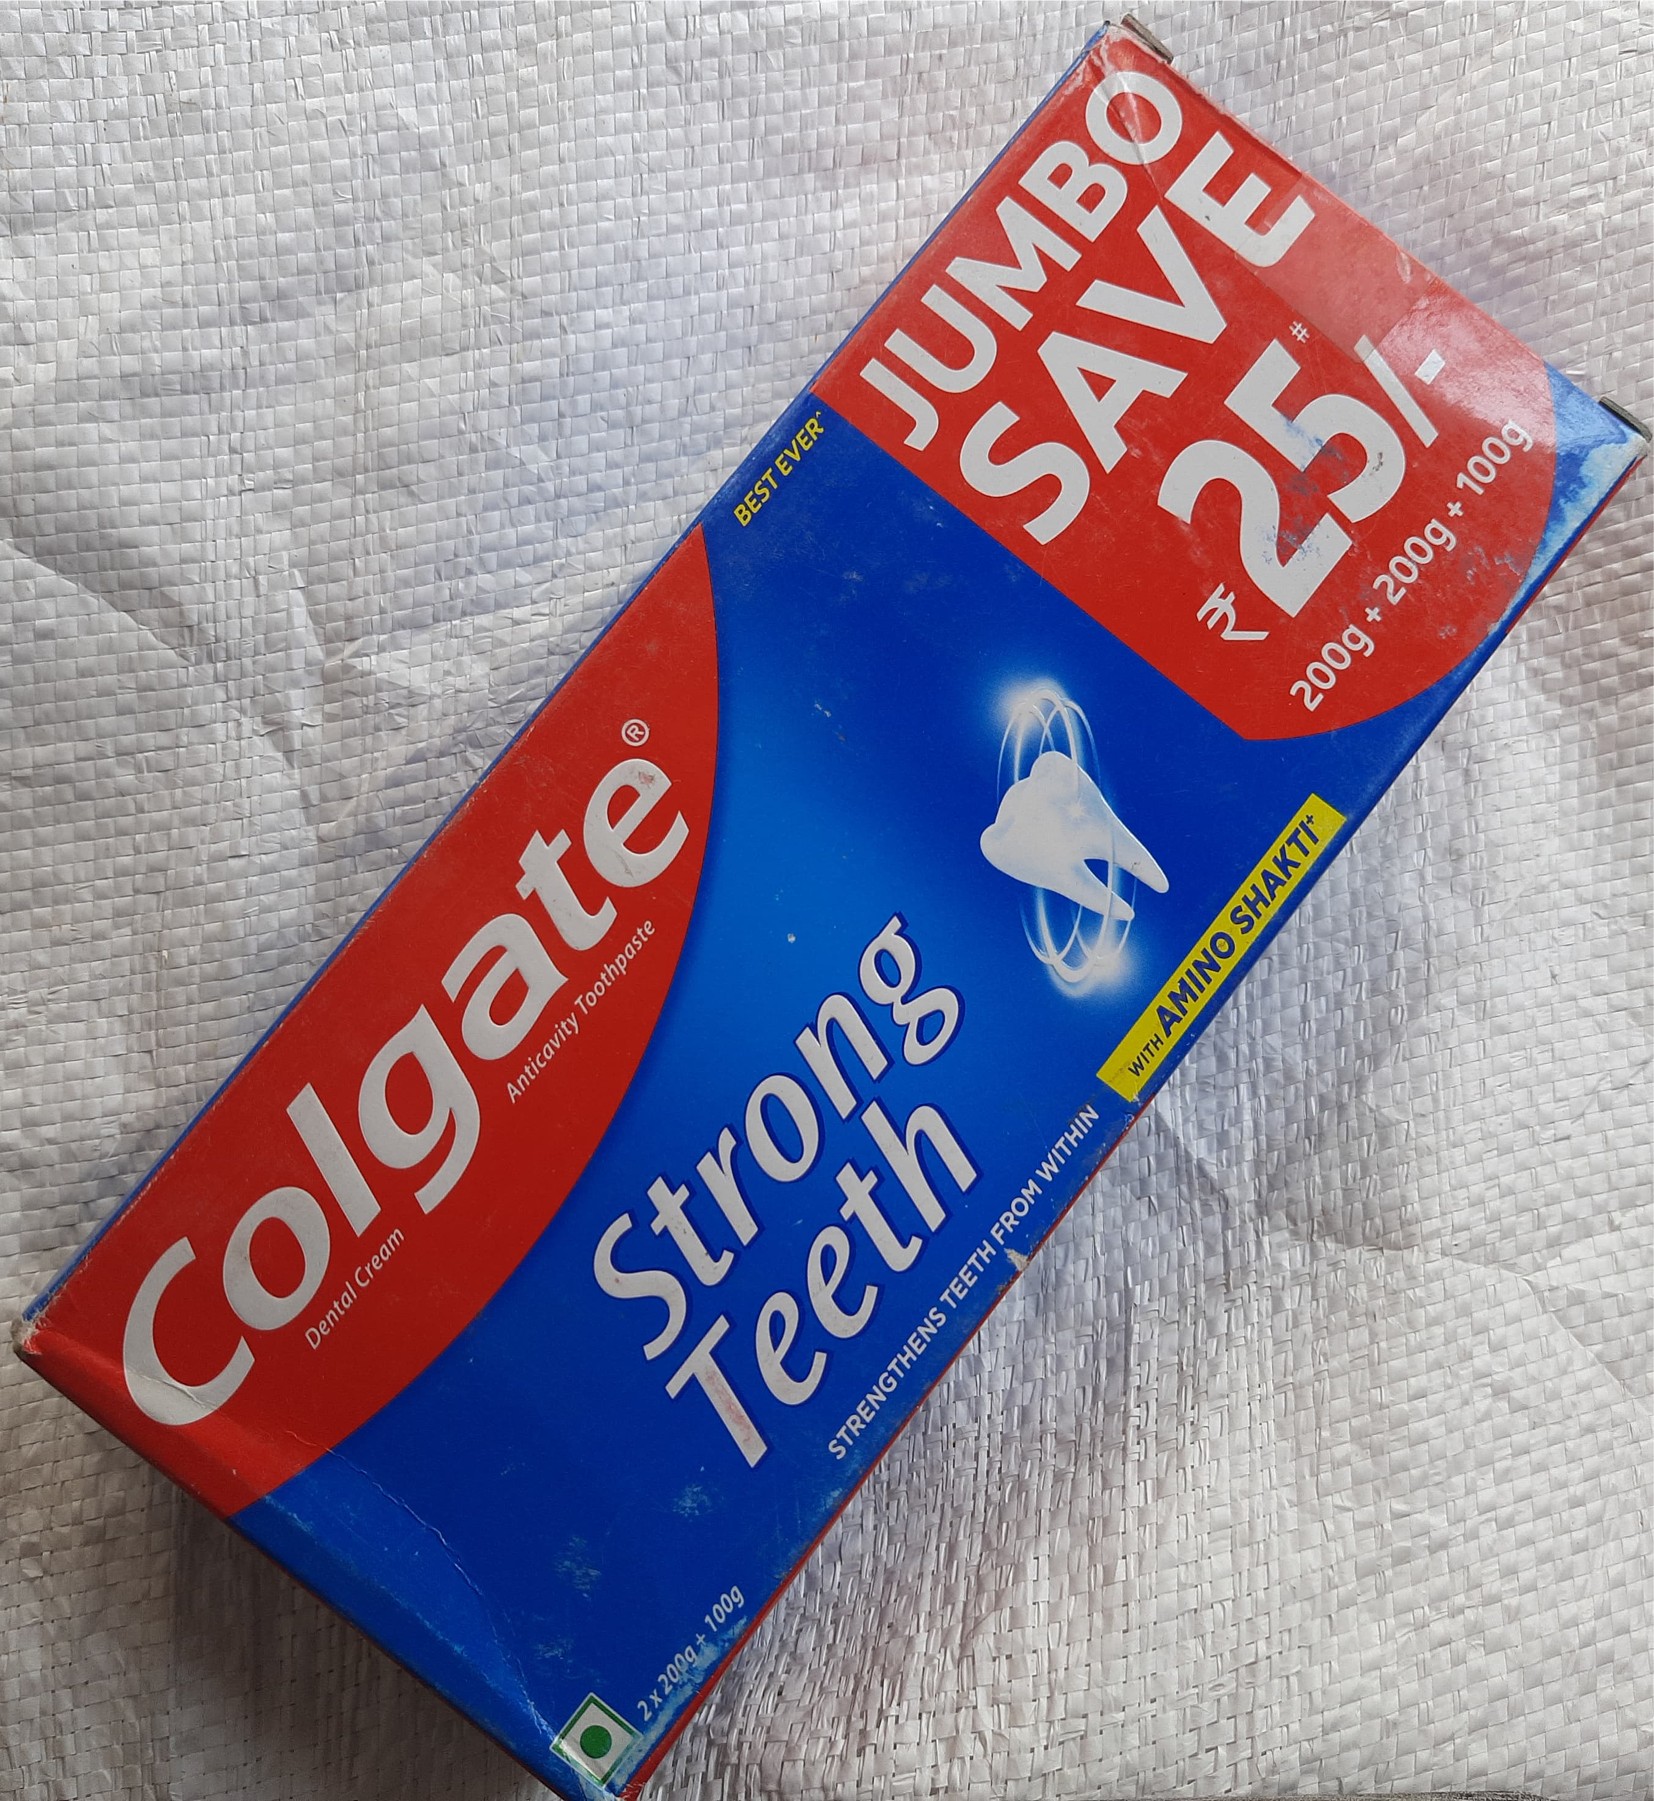 Colgate®
Dental Cream
Anticavity Toothpaste
BEST EVER^
Strong
Teeth
STRENGTHENS TEETH FROM WITHIN
WITH AMINO SHAKTI+
JUMBO
SAVE
₹25/-#
200g + 200g + 100g
2 x 200g + 100g